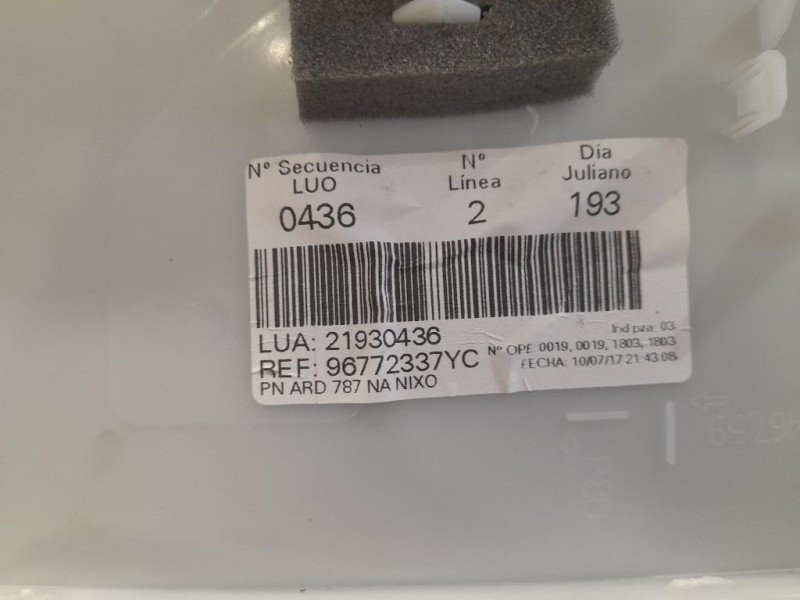 Nº Secuencia
LUO
0436
Nº
Línea
2
Día
Juliano
193
LUA: 21930436
REF: 96772337YC
PN ARD 787 NA NIXO
Ind pza: 03
Nº OPE: 0019, 0019, 1803, 1803
FECHA: 10/07/17 21:43:08